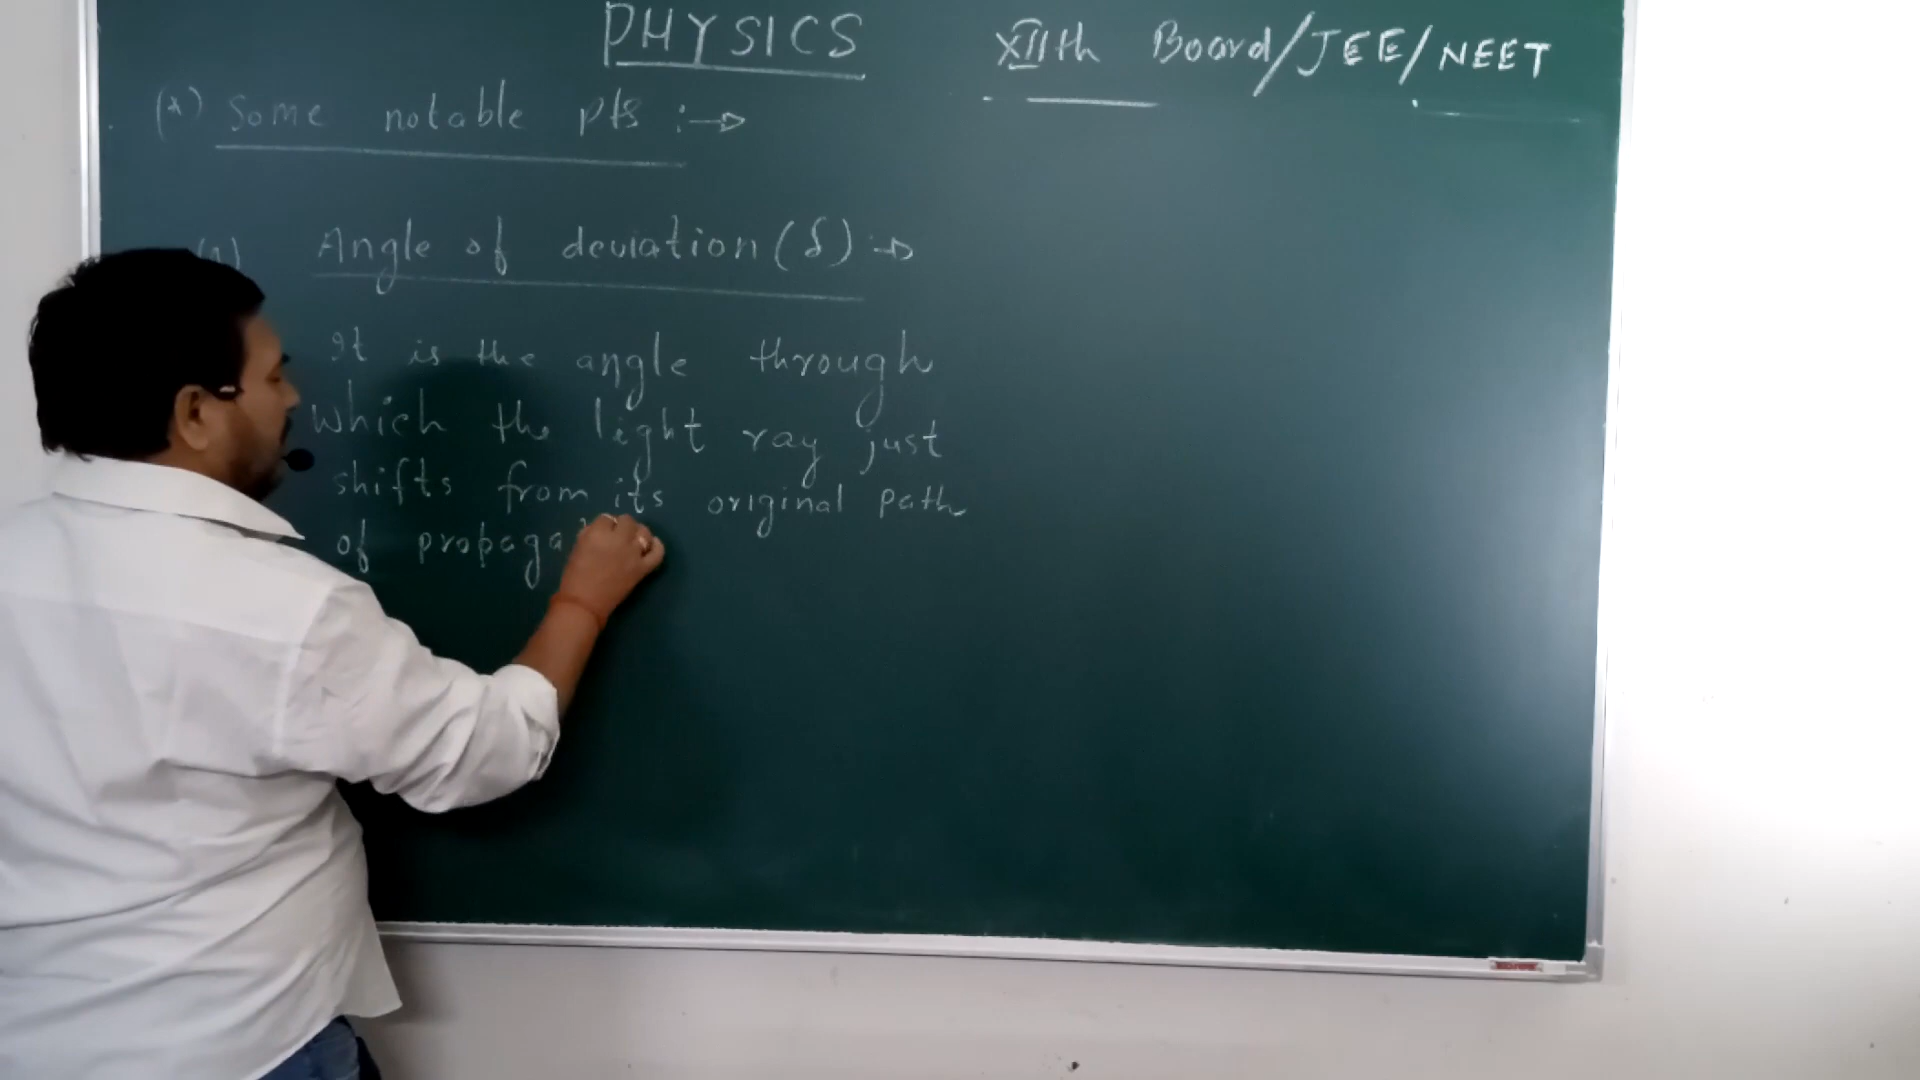 PHYSICS
XIIth Board/JEE/NEET
(*) Some notable pts :→
Angle of deviation (δ) :→
It is the angle through
which the light ray just
shifts from its original path
of propaga